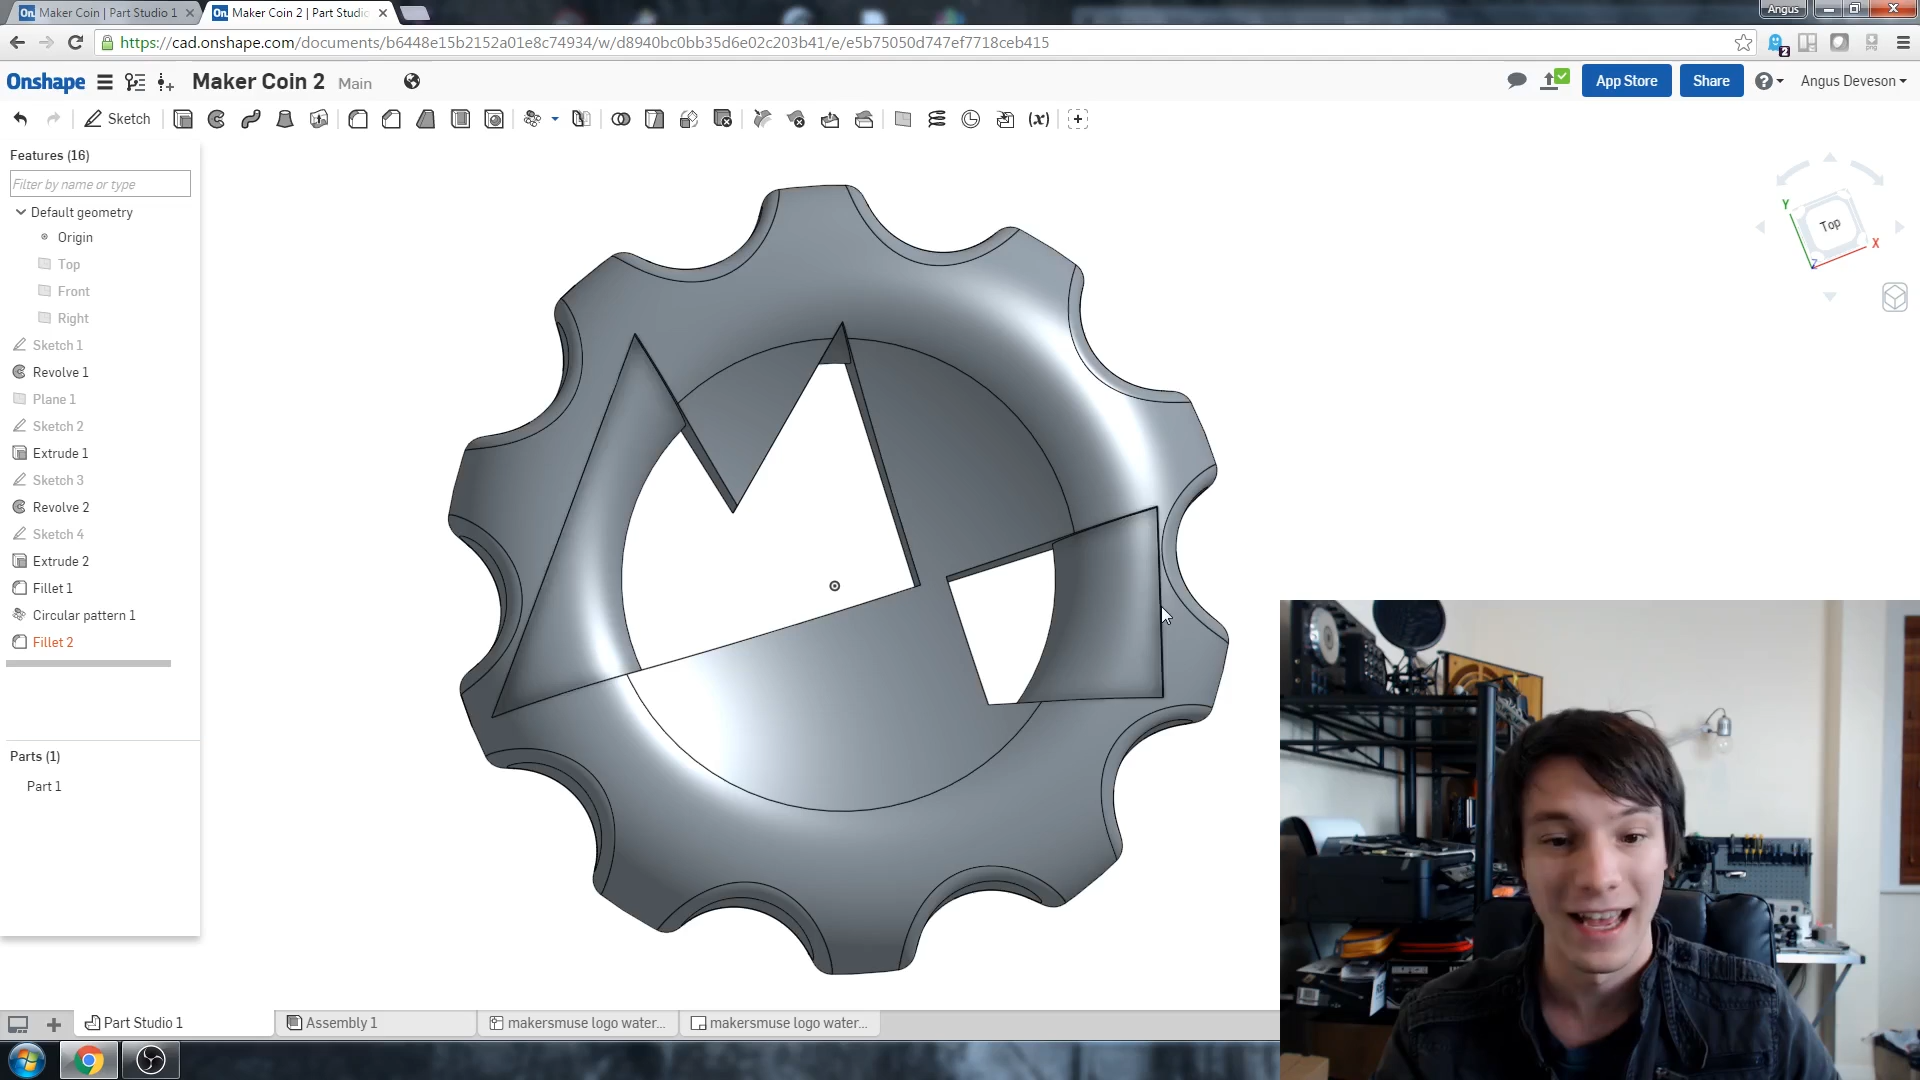 On. Maker Coin | Part Studio 1
On. Maker Coin 2 | Part Studio
Angus
https://cad.onshape.com/documents/b6448e15b2152a01e8c74934/w/d8940bc0bb35d6e02c203b41/e/e5b75050d747ef7718ceb415
2
Onshape
Maker Coin 2
Main
App Store
Share
Angus Deveson
Sketch
(x)
Features (16)
Filter by name or type
Default geometry
Origin
Top
Front
Right
Sketch 1
Revolve 1
Plane 1
Sketch 2
Extrude 1
Sketch 3
Revolve 2
Sketch 4
Extrude 2
Fillet 1
Circular pattern 1
Fillet 2
Parts (1)
Part 1
Y
Top
X
Z
Part Studio 1
Assembly 1
makersmuse logo water...
makersmuse logo water...